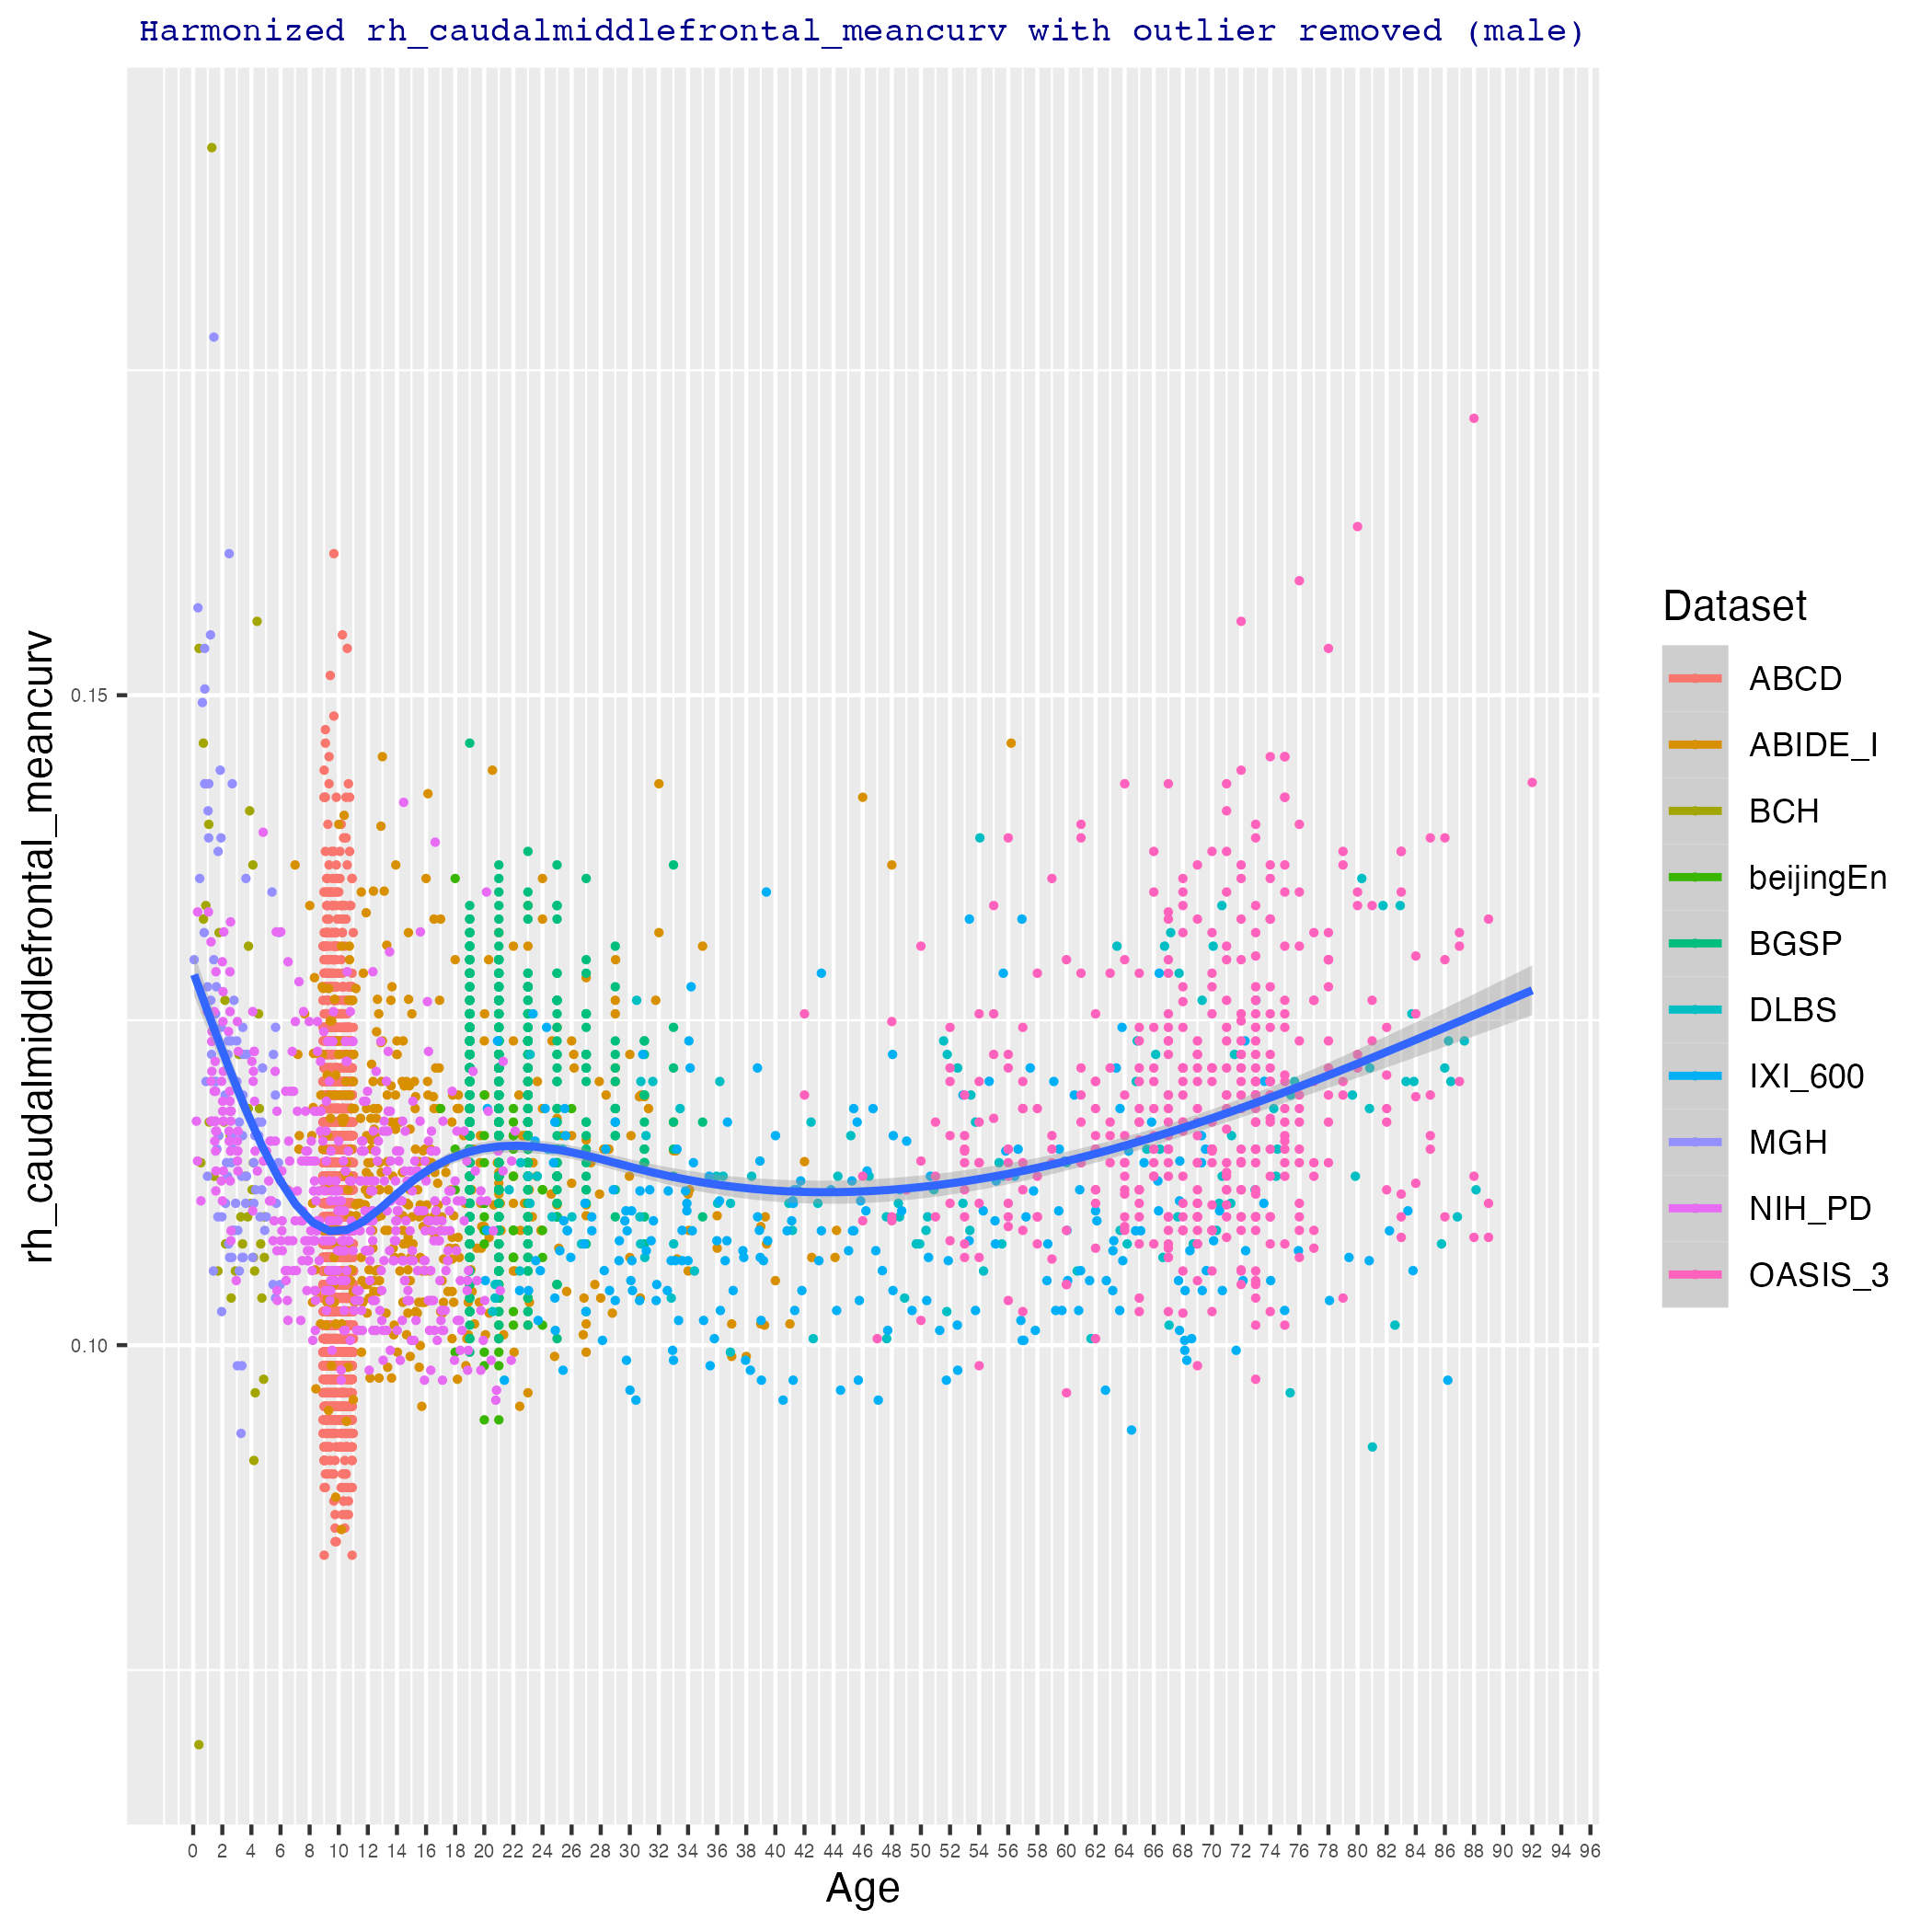 Harmonized rh_caudalmiddlefrontal_meancurv with outlier removed (male)
rh_caudalmiddlefrontal_meancurv
0.15
0.10
0 2 4 6 8 10 12 14 16 18 20 22 24 26 28 30 32 34 36 38 40 42 44 46 48 50 52 54 56 58 60 62 64 66 68 70 72 74 76 78 80 82 84 86 88 90 92 94 96
Age
Dataset
ABCD
ABIDE_I
BCH
beijingEn
BGSP
DLBS
IXI_600
MGH
NIH_PD
OASIS_3